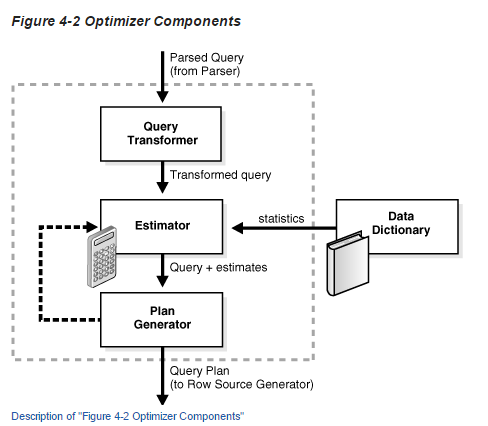 Figure 4-2 Optimizer Components
Parsed Query
(from Parser)
Query
Transformer
Transformed query
Estimator
statistics
Data
Dictionary
Query + estimates
Plan
Generator
Query Plan
(to Row Source Generator)
Description of "Figure 4-2 Optimizer Components"